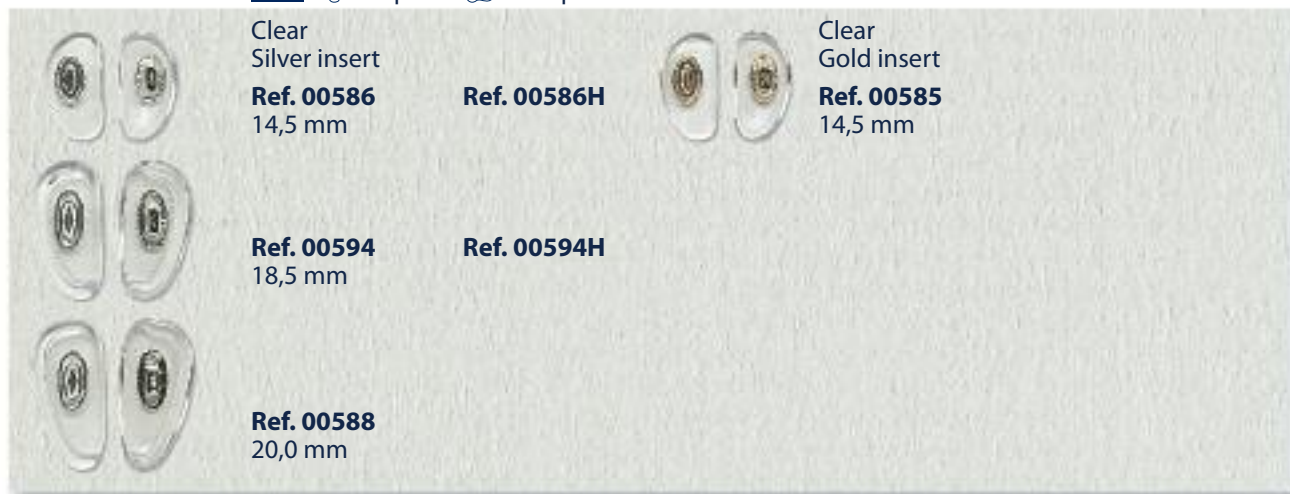 Clear
Silver insert
Ref. 00586
14,5 mm
Ref. 00586H
Clear
Gold insert
Ref. 00585
14,5 mm
Ref. 00594
18,5 mm
Ref. 00594H
Ref. 00588
20,0 mm